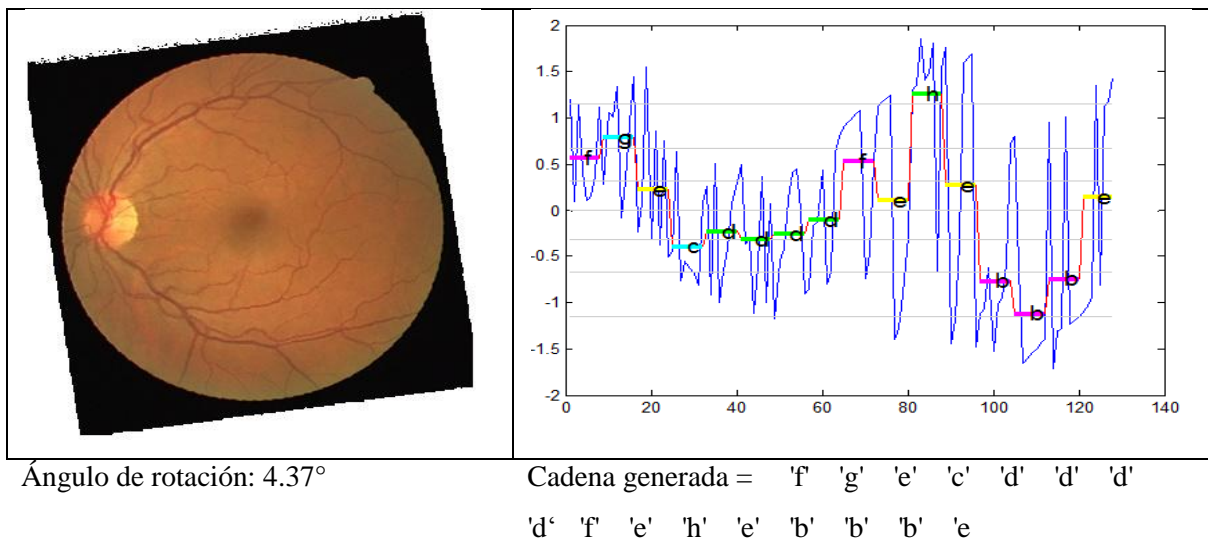 2
1.5
1
0.5
0
-0.5
-1
-1.5
-2
f g e c d d d d f e h e b b b e
0 20 40 60 80 100 120 140
Ángulo de rotación: 4.37°
Cadena generada = 'f' 'g' 'e' 'c' 'd' 'd' 'd'
'd‘ 'f' 'e' 'h' 'e' 'b' 'b' 'b' 'e